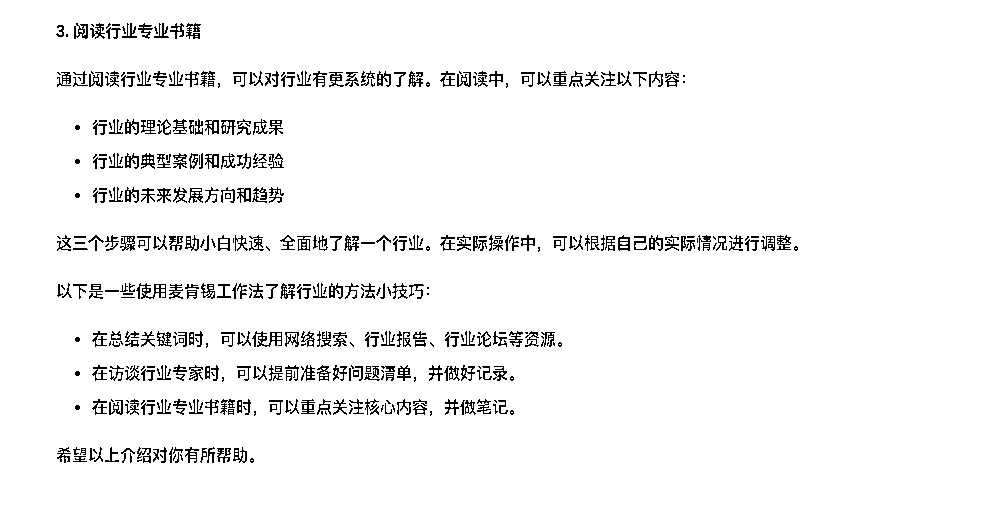 3. 阅读行业专业书籍
通过阅读行业专业书籍，可以对行业有更系统的了解。在阅读中，可以重点关注以下内容：
• 行业的理论基础和研究成果
• 行业的典型案例和成功经验
• 行业的未来发展方向和趋势
这三个步骤可以帮助小白快速、全面地了解一个行业。在实际操作中，可以根据自己的实际情况进行调整。
以下是一些使用麦肯锡工作法了解行业的方法小技巧：
• 在总结关键词时，可以使用网络搜索、行业报告、行业论坛等资源。
• 在访谈行业专家时，可以提前准备好问题清单，并做好记录。
• 在阅读行业专业书籍时，可以重点关注核心内容，并做笔记。
希望以上介绍对你有所帮助。